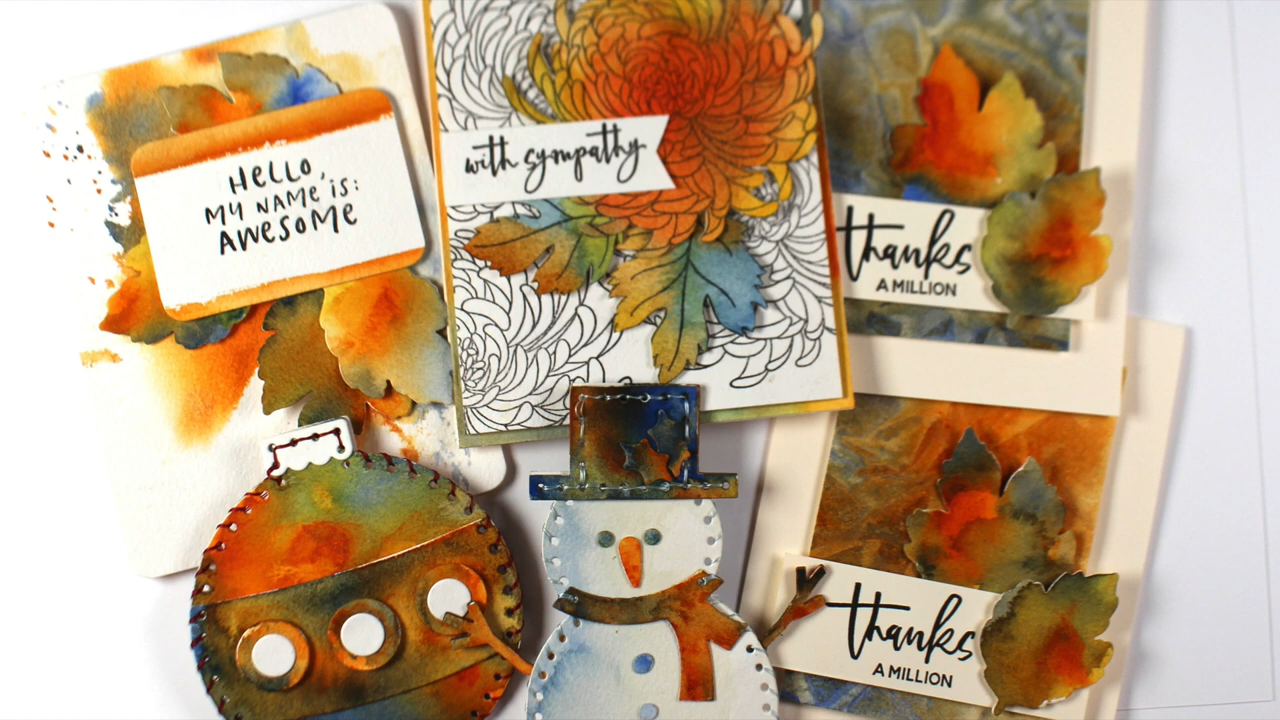 HELLO,
MY NAME IS:
AWESOME
with sympathy
thanks
A MILLION
thanks
A MILLION